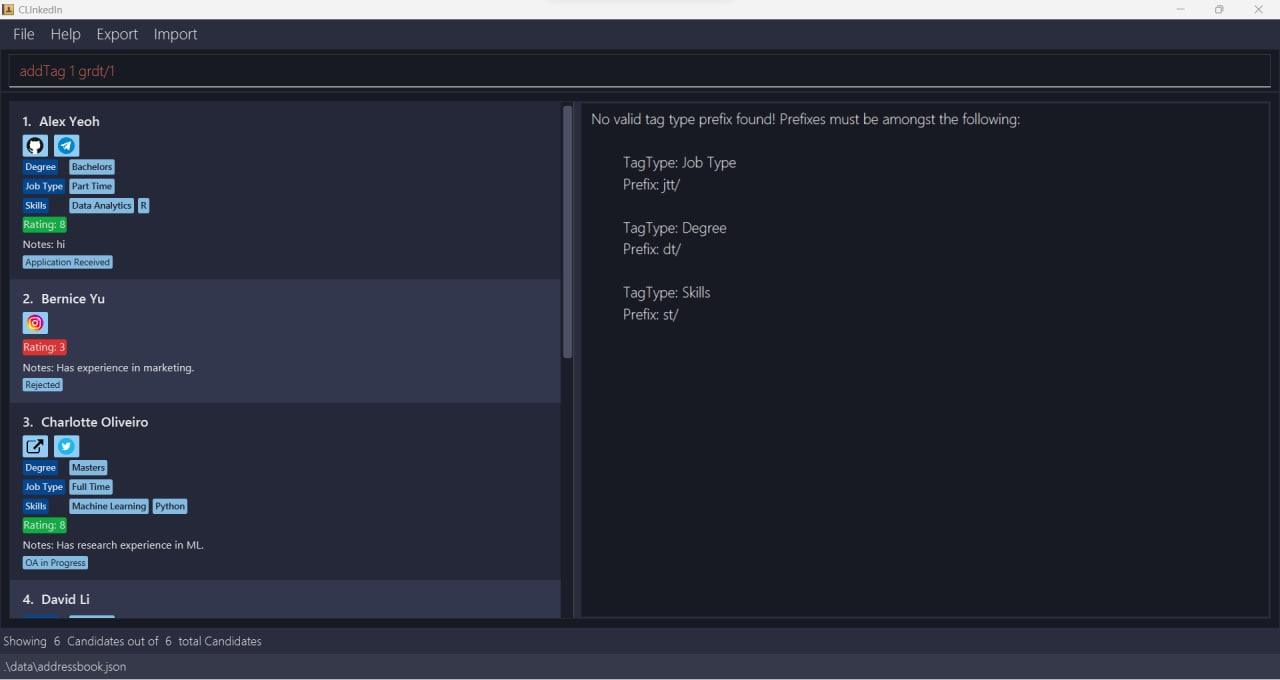 CLInkedIn
File Help Export Import
addTag 1 grdt/1
1. Alex Yeoh
Degree Bachelors
Job Type Part Time
Skills Data Analytics R
Rating: 8
Notes: hi
Application Received
2. Bernice Yu
Rating: 3
Notes: Has experience in marketing.
Rejected
3. Charlotte Oliveiro
Degree Masters
Job Type Full Time
Skills Machine Learning Python
Rating: 8
Notes: Has research experience in ML.
OA in Progress
4. David Li
No valid tag type prefix found! Prefixes must be amongst the following:
TagType: Job Type
Prefix: jtt/
TagType: Degree
Prefix: dt/
TagType: Skills
Prefix: st/
Showing 6 Candidates out of 6 total Candidates
.\data\addressbook.json